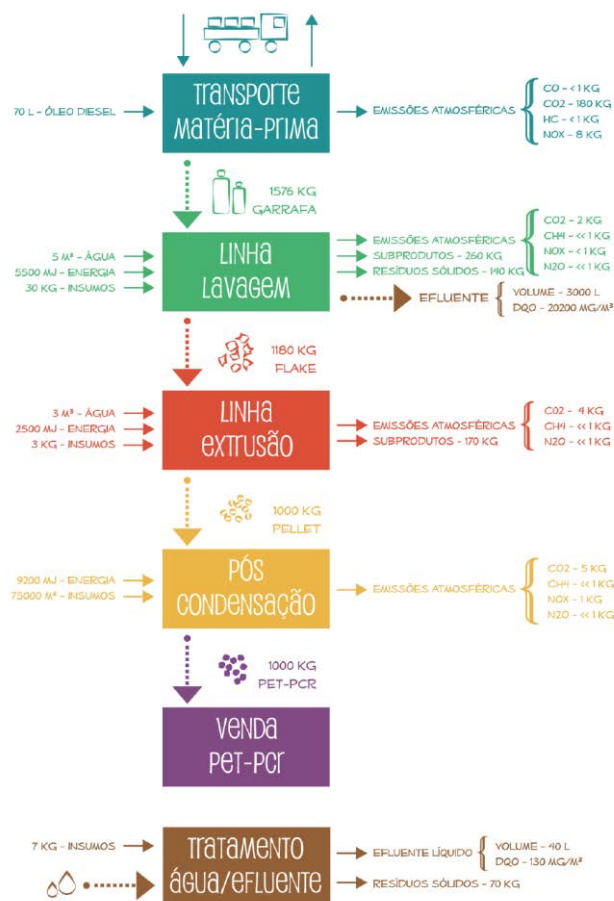 TRANSPORTE
MATÉRIA-PRIMA
70 L - ÓLEO DIESEL
EMISSÕES ATMOSFÉRICAS
CO - <1 KG
CO2 - 180 KG
HC - <1 KG
NOX - 8 KG
1576 KG
GARRAFA
LINHA
LAVAGEM
5 M³ - ÁGUA
5500 MJ - ENERGIA
30 KG - INSUMOS
EMISSÕES ATMOSFÉRICAS
SUBPRODUTOS - 260 KG
RESÍDUOS SÓLIDOS - 140 KG
CO2 - 2 KG
CH4 - <<1 KG
NOX - <<1 KG
N2O - <<1 KG
EFLUENTE
VOLUME - 3000 L
DQO - 20200 MG/M³
1180 KG
FLAKE
LINHA
EXTRUSÃO
3 M³ - ÁGUA
2500 MJ - ENERGIA
3 KG - INSUMOS
EMISSÕES ATMOSFÉRICAS
SUBPRODUTOS - 170 KG
CO2 - 4 KG
CH4 - <<1 KG
N2O - <<1 KG
1000 KG
PELLET
PÓS
CONDENSAÇÃO
9200 MJ - ENERGIA
75000 M³ - INSUMOS
EMISSÕES ATMOSFÉRICAS
CO2 - 5 KG
CH4 - <<1 KG
NOX - 1 KG
N2O - <<1 KG
1000 KG
PET-PCR
VENDA
PET-PCR
TRATAMENTO
ÁGUA/EFLUENTE
7 KG - INSUMOS
EFLUENTE LÍQUIDO
VOLUME - 40 L
DQO - 130 MG/M³
RESÍDUOS SÓLIDOS - 70 KG